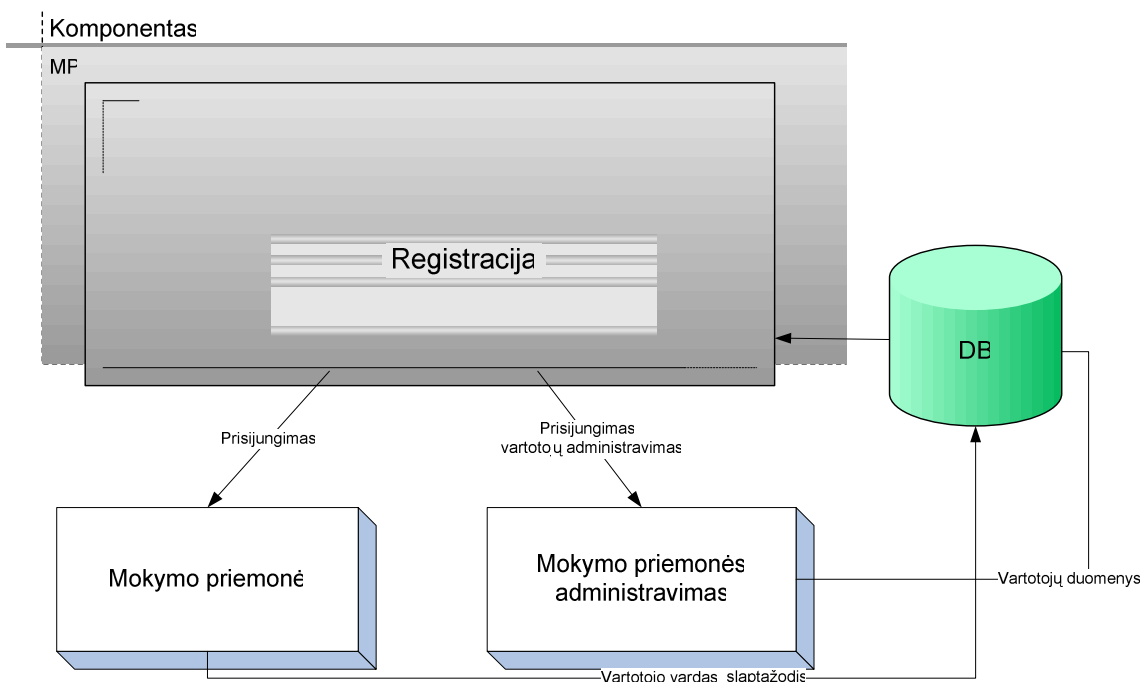 Komponentas
MP
Registracija
DB
Prisijungimas
Prisijungimas
vartotojų administravimas
Mokymo priemonė
Mokymo priemonės
administravimas
Vartotojų duomenys
Vartotojo vardas slaptažodis